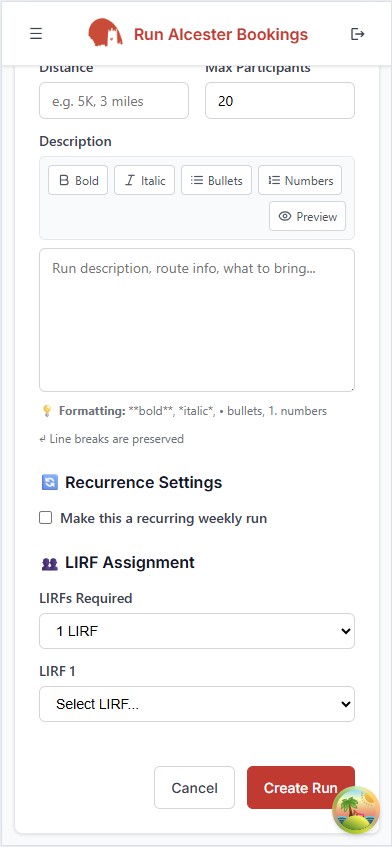 Run Alcester Bookings
Distance Max Participants
e.g. 5K, 3 miles 20
Description
B Bold I Italic Bullets Numbers
Preview
Run description, route info, what to bring...
Formatting: **bold**, *italic*, • bullets, 1. numbers
↵ Line breaks are preserved
Recurrence Settings
Make this a recurring weekly run
LIRF Assignment
LIRFs Required
1 LIRF
LIRF 1
Select LIRF...
Cancel Create Run